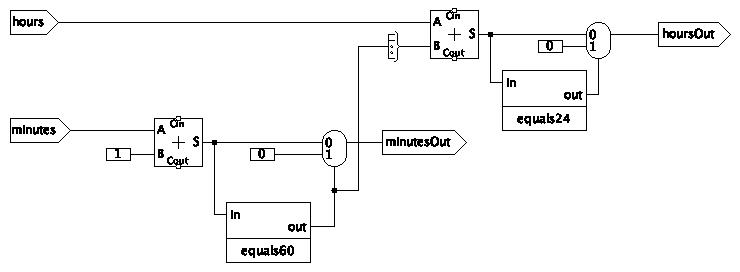 hours
A Cin S
B Cout
0
0
1
hoursOut
in
out
equals24
minutes
A Cin S
B Cout
1
0
0
1
minutesOut
in
out
equals60